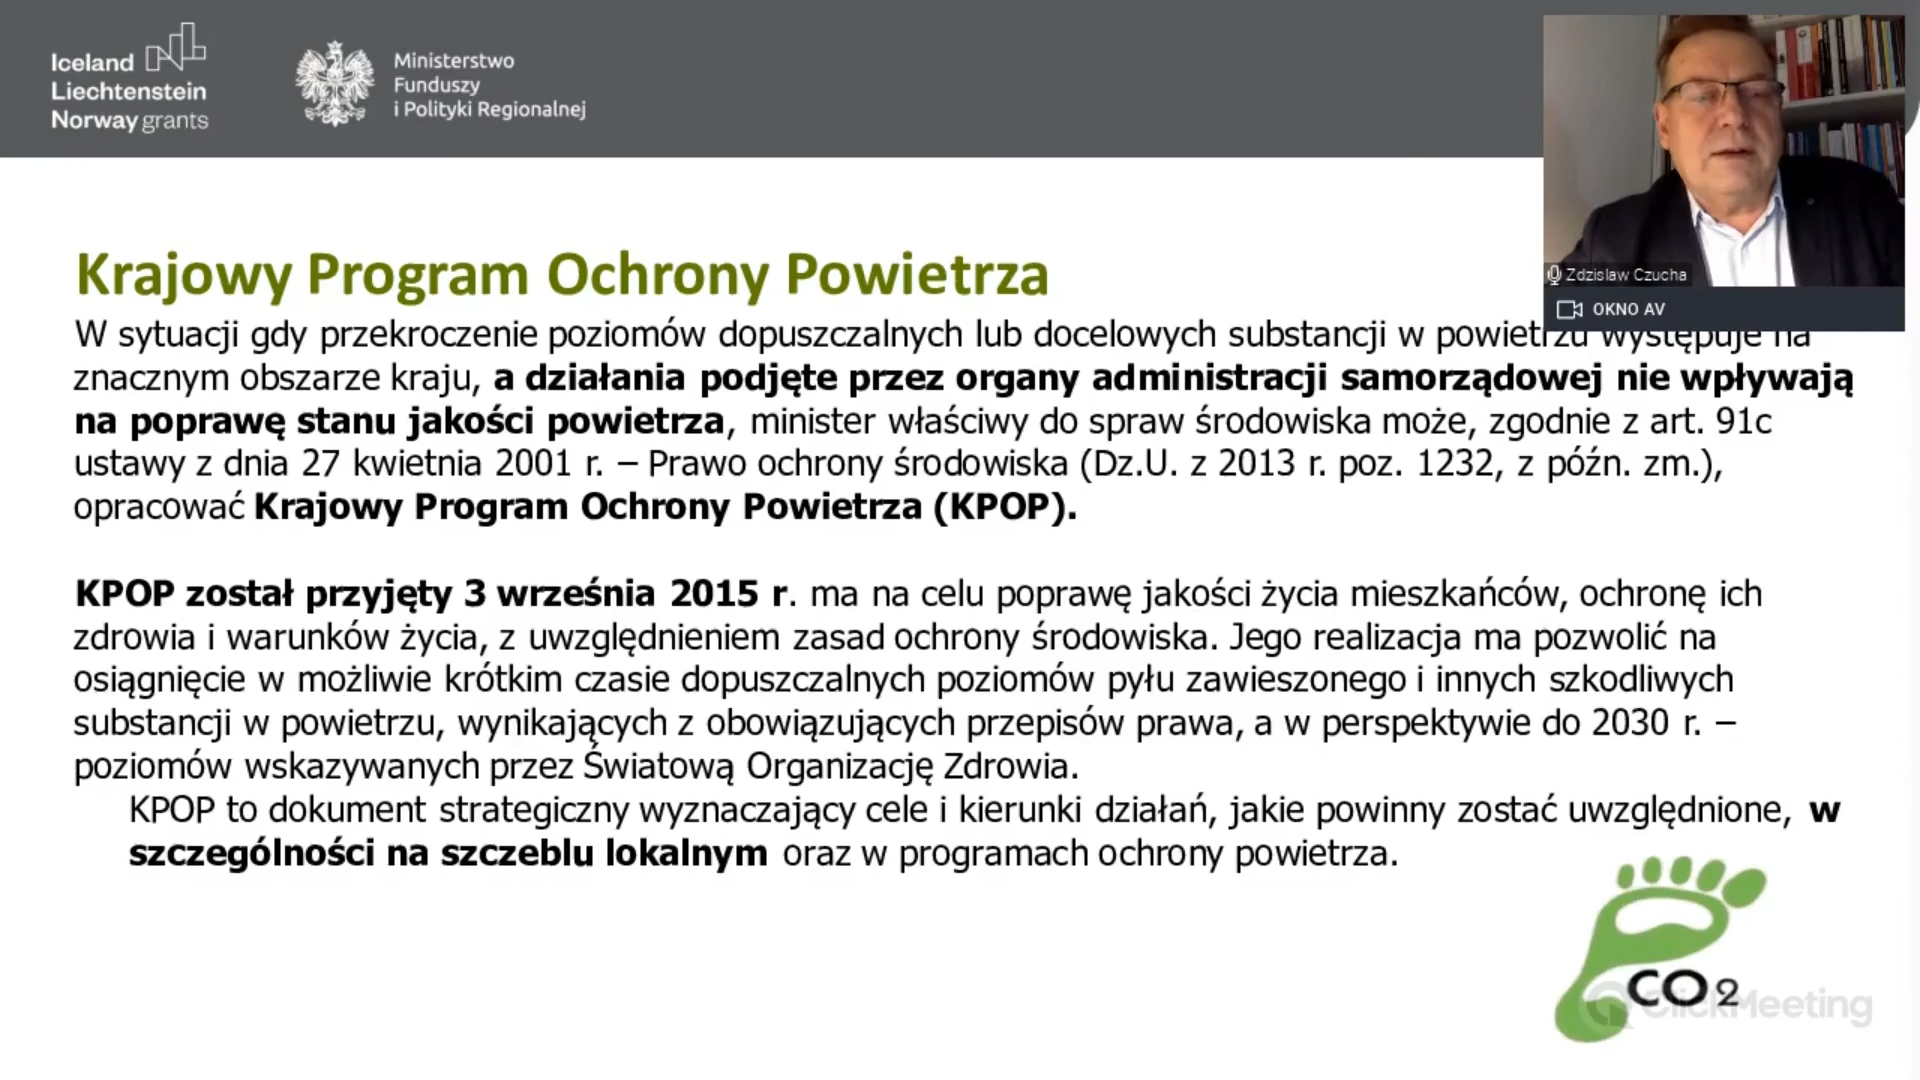 Iceland
Liechtenstein
Norway grants
Ministerstwo
Funduszy
i Polityki Regionalnej
Zdzislaw Czucha
OKNO AV
Krajowy Program Ochrony Powietrza
W sytuacji gdy przekroczenie poziomów dopuszczalnych lub docelowych substancji w powietrzu występuje na
znacznym obszarze kraju, a działania podjęte przez organy administracji samorządowej nie wpływają
na poprawę stanu jakości powietrza, minister właściwy do spraw środowiska może, zgodnie z art. 91c
ustawy z dnia 27 kwietnia 2001 r. – Prawo ochrony środowiska (Dz.U. z 2013 r. poz. 1232, z późn. zm.),
opracować Krajowy Program Ochrony Powietrza (KPOP).
KPOP został przyjęty 3 września 2015 r. ma na celu poprawę jakości życia mieszkańców, ochronę ich
zdrowia i warunków życia, z uwzględnieniem zasad ochrony środowiska. Jego realizacja ma pozwolić na
osiągnięcie w możliwie krótkim czasie dopuszczalnych poziomów pyłu zawieszonego i innych szkodliwych
substancji w powietrzu, wynikających z obowiązujących przepisów prawa, a w perspektywie do 2030 r. –
poziomów wskazywanych przez Światową Organizację Zdrowia.
KPOP to dokument strategiczny wyznaczający cele i kierunki działań, jakie powinny zostać uwzględnione, w
szczególności na szczeblu lokalnym oraz w programach ochrony powietrza.
CO2
ClickMeeting